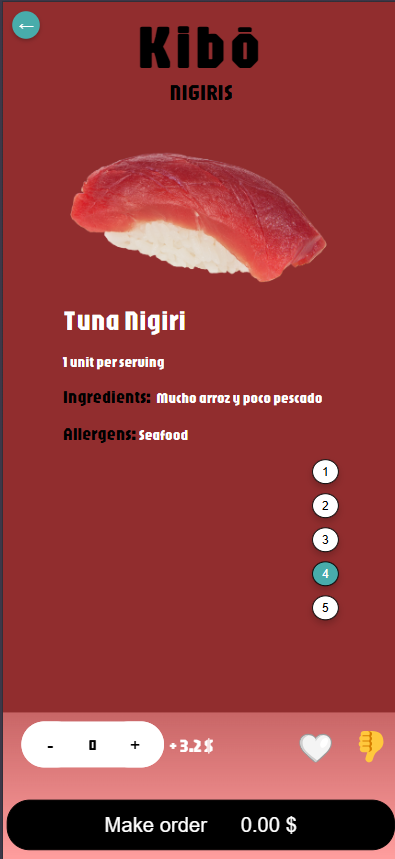 ←
Kibō
NIGIRIS
Tuna Nigiri
1 unit per serving
Ingredients: Mucho arroz y poco pescado
Allergens: Seafood
1
2
3
4
5
- 0 + + 3.2 $
Make order 0.00 $